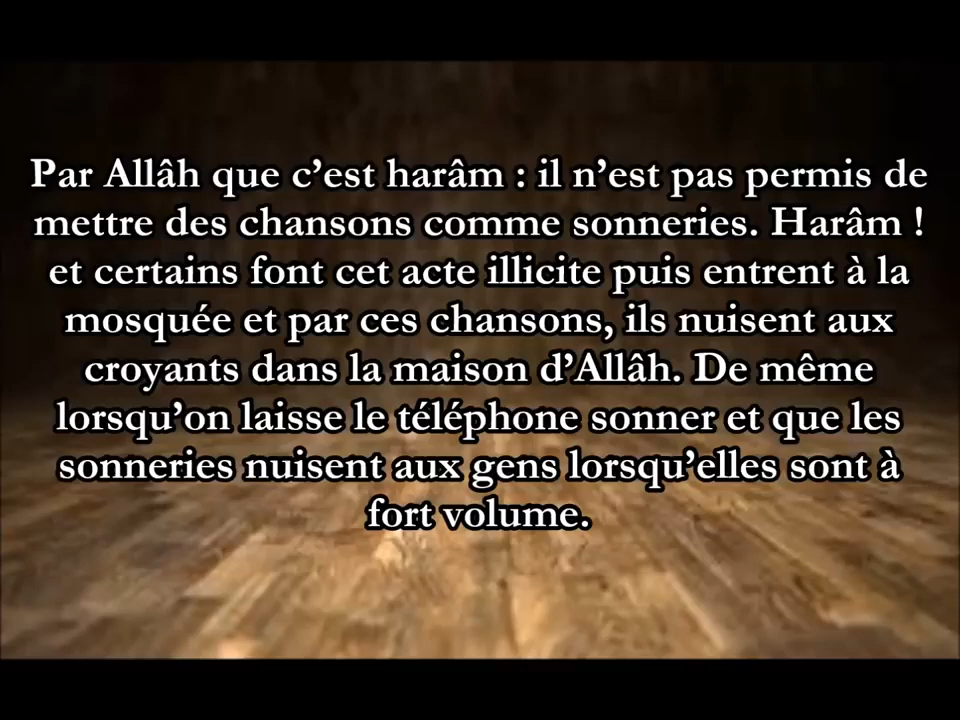 Par Allâh que c’est harâm : il n’est pas permis de
mettre des chansons comme sonneries. Harâm !
et certains font cet acte illicite puis entrent à la
mosquée et par ces chansons, ils nuisent aux
croyants dans la maison d’Allâh. De même
lorsqu’on laisse le téléphone sonner et que les
sonneries nuisent aux gens lorsqu’elles sont à
fort volume.